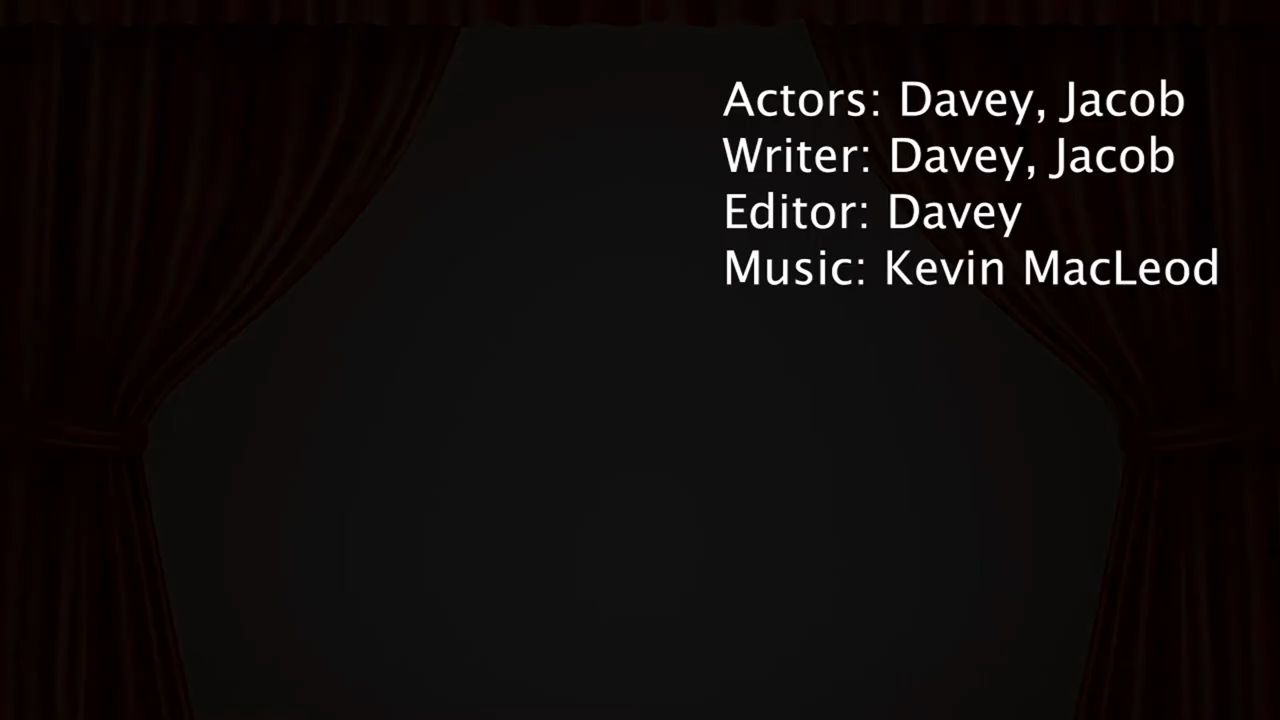 Actors: Davey, Jacob
Writer: Davey, Jacob
Editor: Davey
Music: Kevin MacLeod